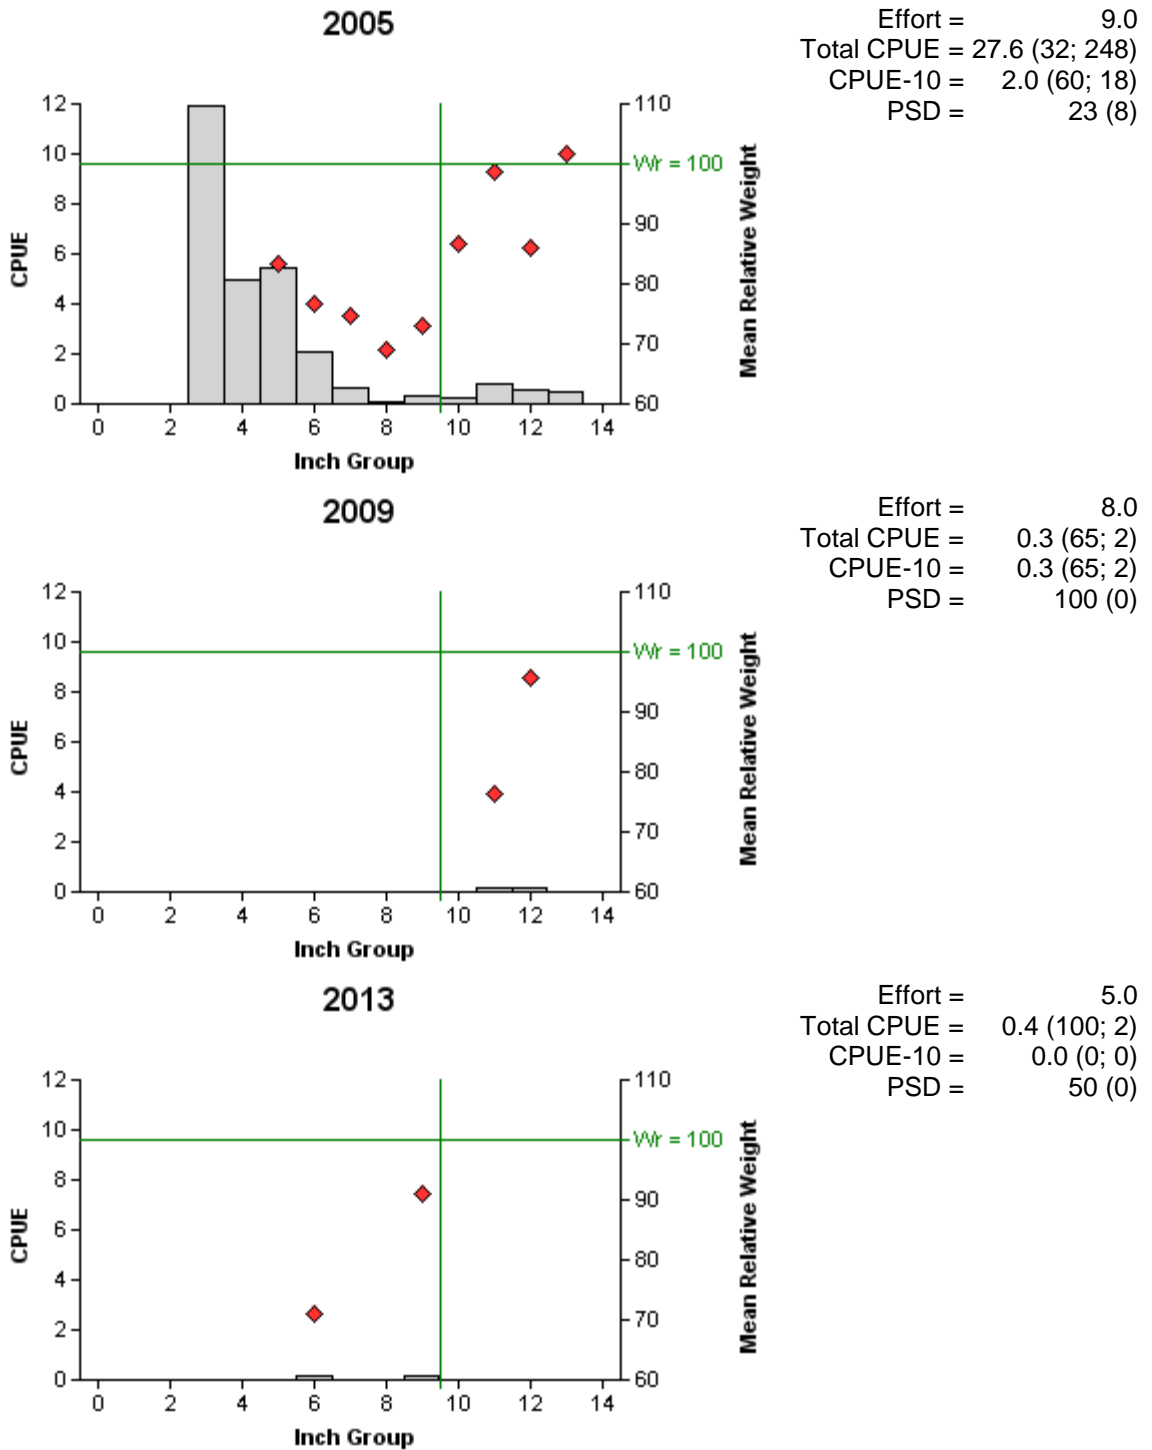 2005
Effort = 9.0
Total CPUE = 27.6 (32; 248)
CPUE-10 = 2.0 (60; 18)
PSD = 23 (8)
12
10
8
6
4
2
0
CPUE
110
Wr = 100
90
80
70
60
Mean Relative Weight
0 2 4 6 8 10 12 14
Inch Group
2009
Effort = 8.0
Total CPUE = 0.3 (65; 2)
CPUE-10 = 0.3 (65; 2)
PSD = 100 (0)
12
10
8
6
4
2
0
CPUE
110
Wr = 100
90
80
70
60
Mean Relative Weight
0 2 4 6 8 10 12 14
Inch Group
2013
Effort = 5.0
Total CPUE = 0.4 (100; 2)
CPUE-10 = 0.0 (0; 0)
PSD = 50 (0)
12
10
8
6
4
2
0
CPUE
110
Wr = 100
90
80
70
60
Mean Relative Weight
0 2 4 6 8 10 12 14
Inch Group